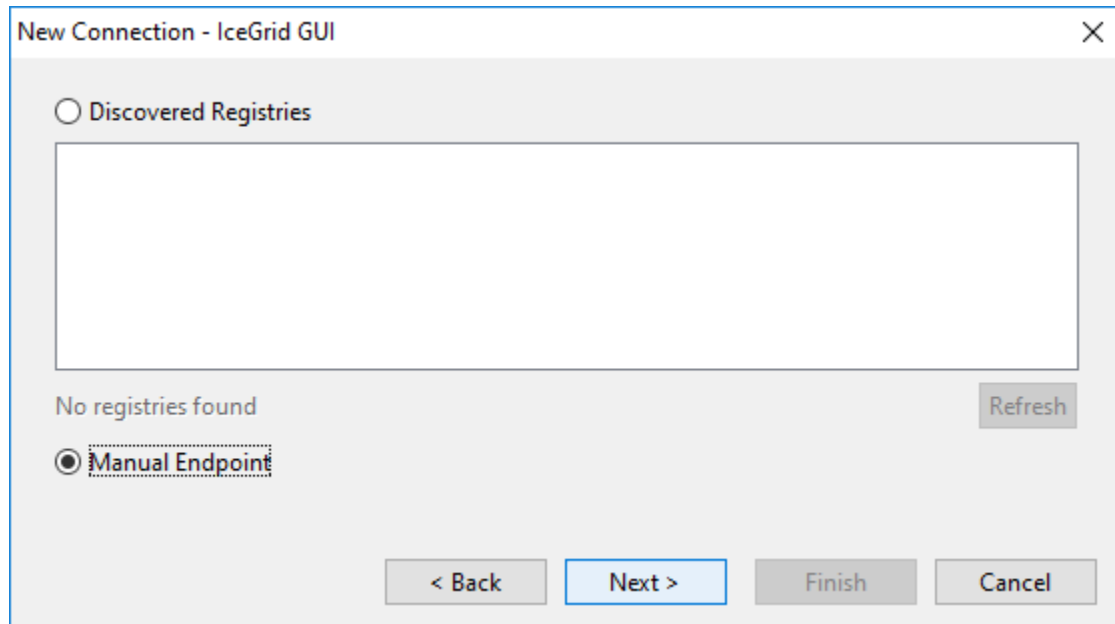 New Connection - IceGrid GUI
Discovered Registries
No registries found
Refresh
Manual Endpoint
< Back
Next >
Finish
Cancel